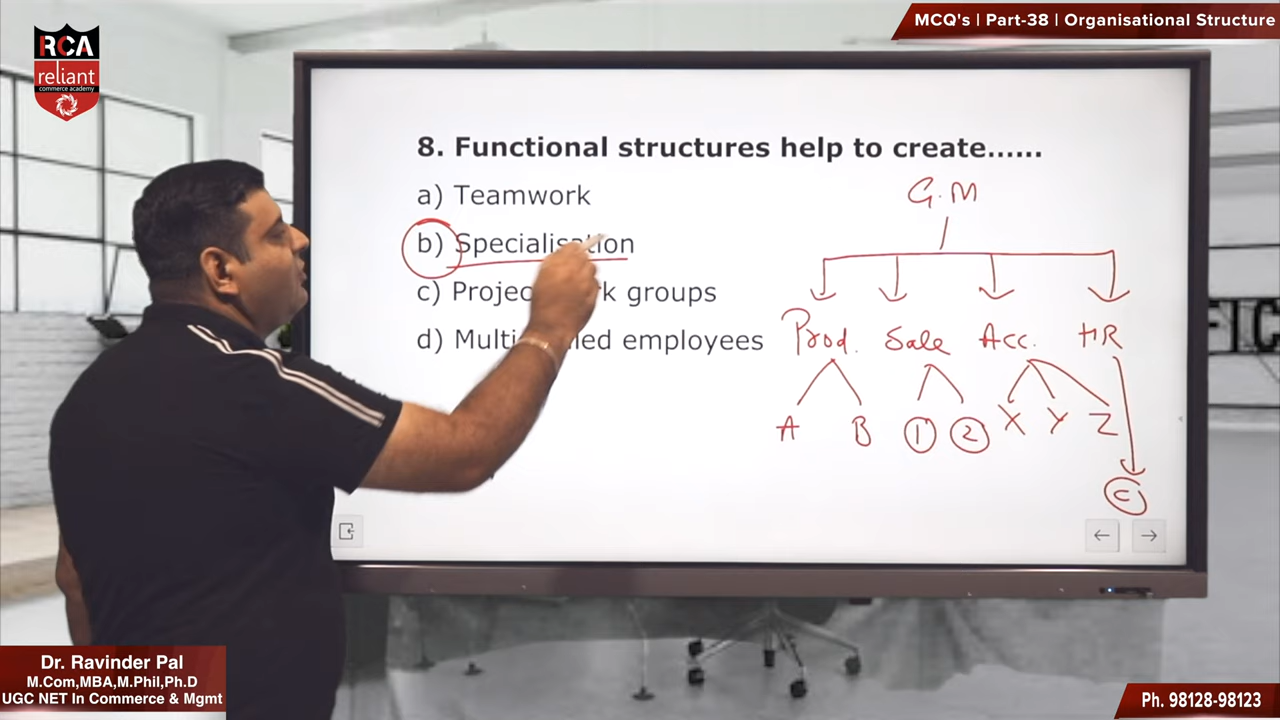 MCQ's | Part-38 | Organisational Structure
RCA
reliant
commerce academy
8. Functional structures help to create......
a) Teamwork
b) Specialisation
c) Projec k groups
d) Multi led employees
G.M
Prod. Sale Acc. HR
A B 1 2 X Y Z
C
Dr. Ravinder Pal
M.Com,MBA,M.Phil,Ph.D
UGC NET In Commerce & Mgmt
Ph. 98128-98123